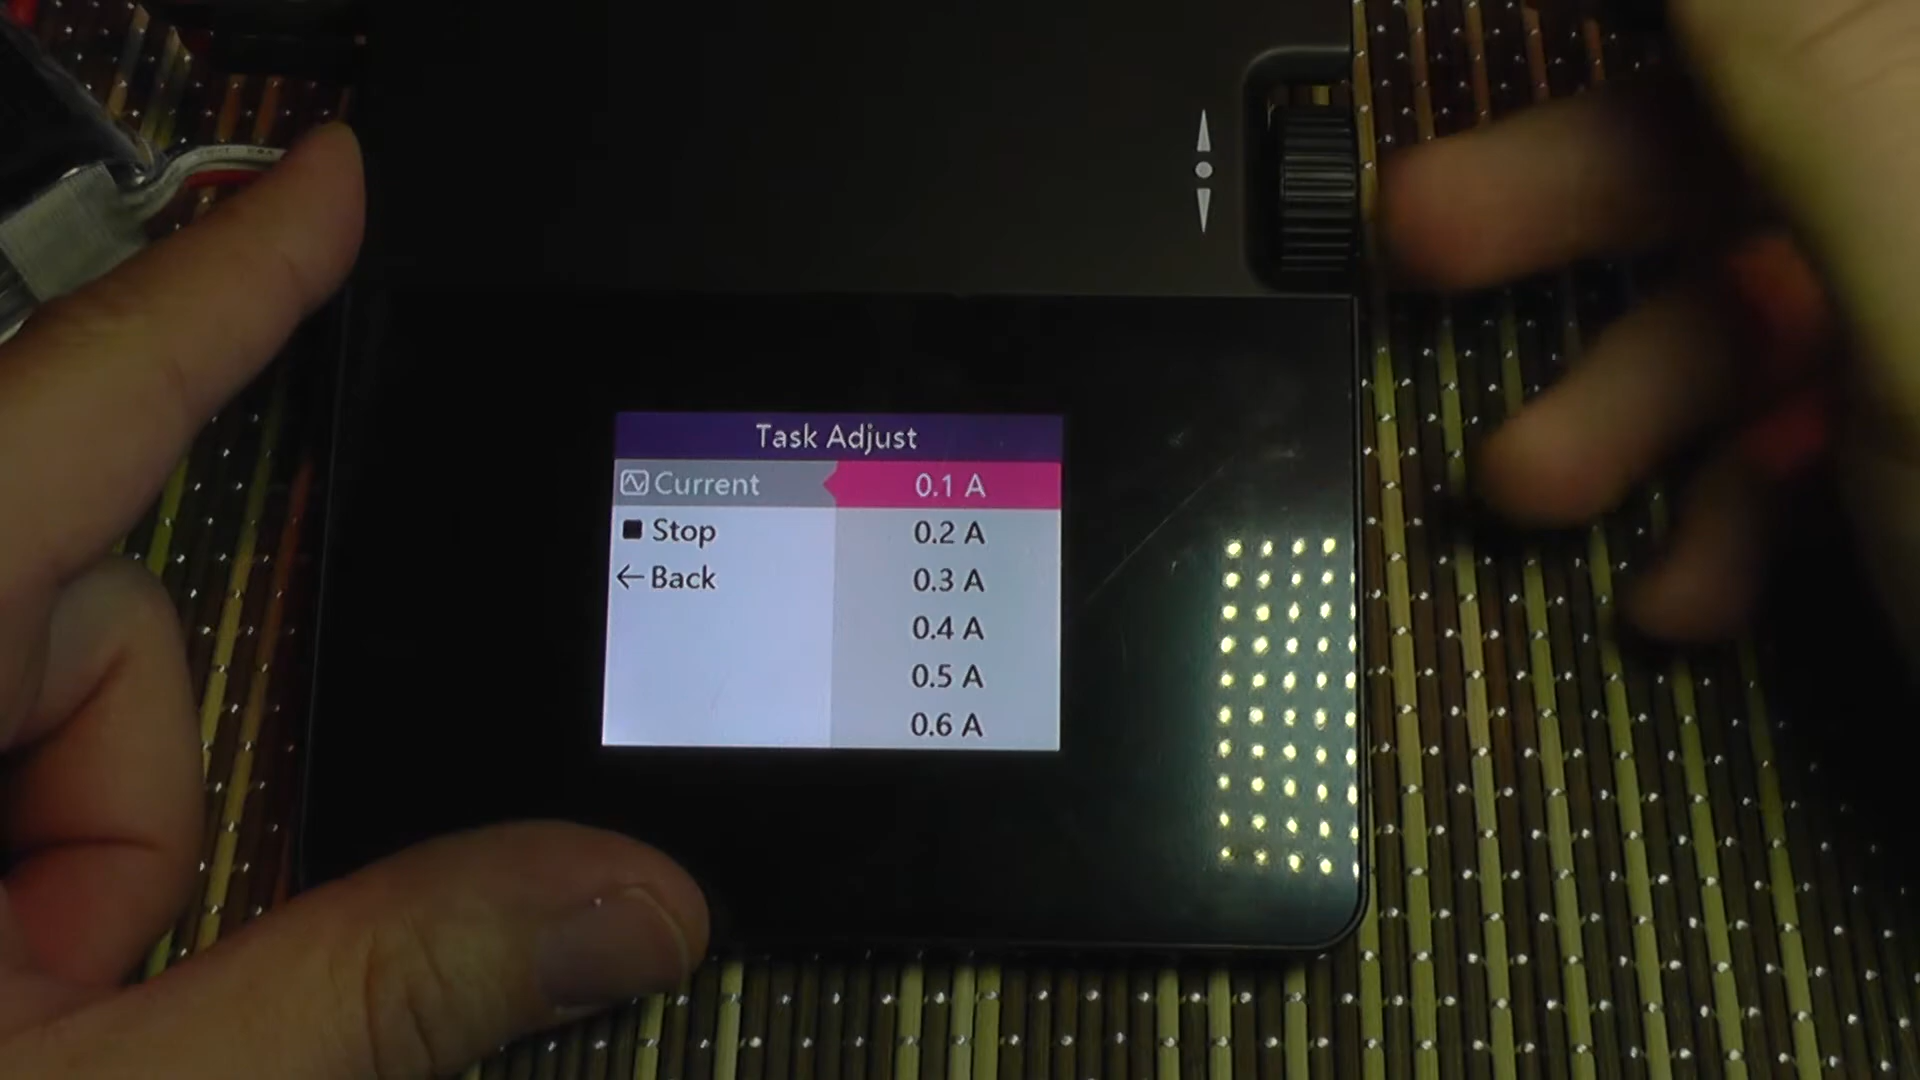 Task Adjust
Current 0.1 A
Stop 0.2 A
←Back 0.3 A
0.4 A
0.5 A
0.6 A